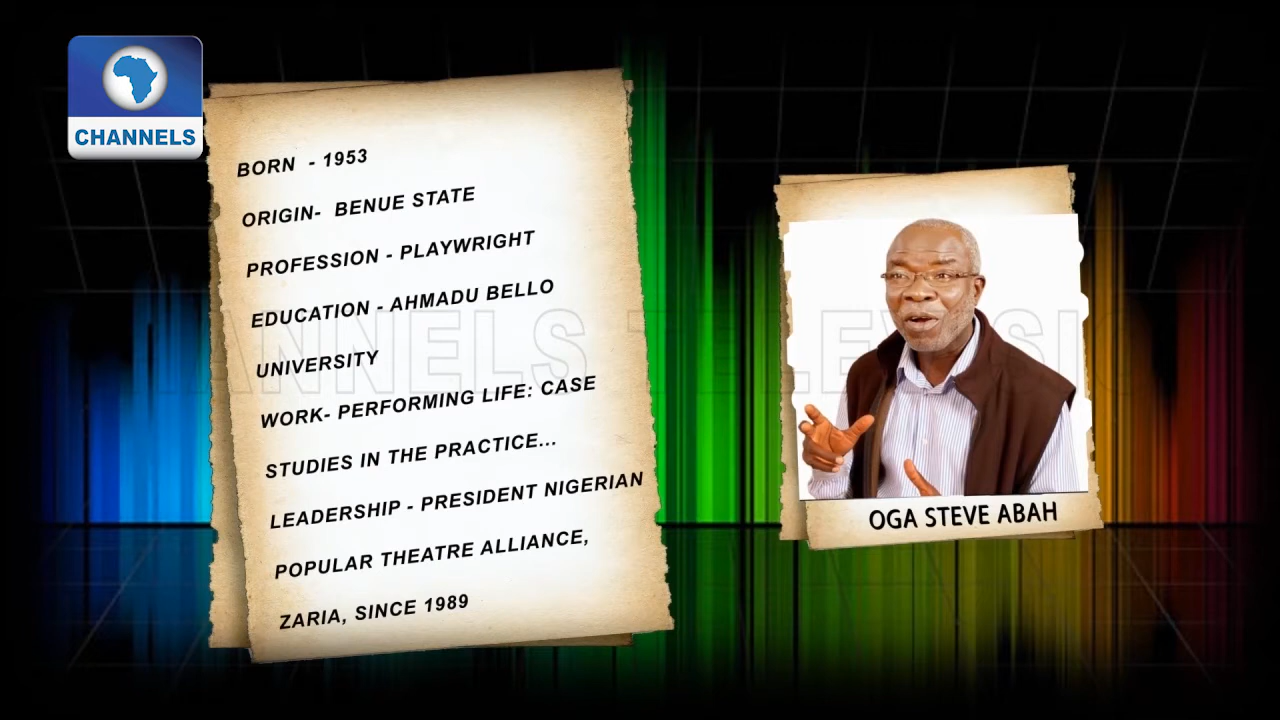 CHANNELS
BORN - 1953
ORIGIN- BENUE STATE
PROFESSION - PLAYWRIGHT
EDUCATION - AHMADU BELLO
UNIVERSITY
WORK- PERFORMING LIFE: CASE
STUDIES IN THE PRACTICE...
LEADERSHIP - PRESIDENT NIGERIAN
POPULAR THEATRE ALLIANCE,
ZARIA, SINCE 1989
OGA STEVE ABAH